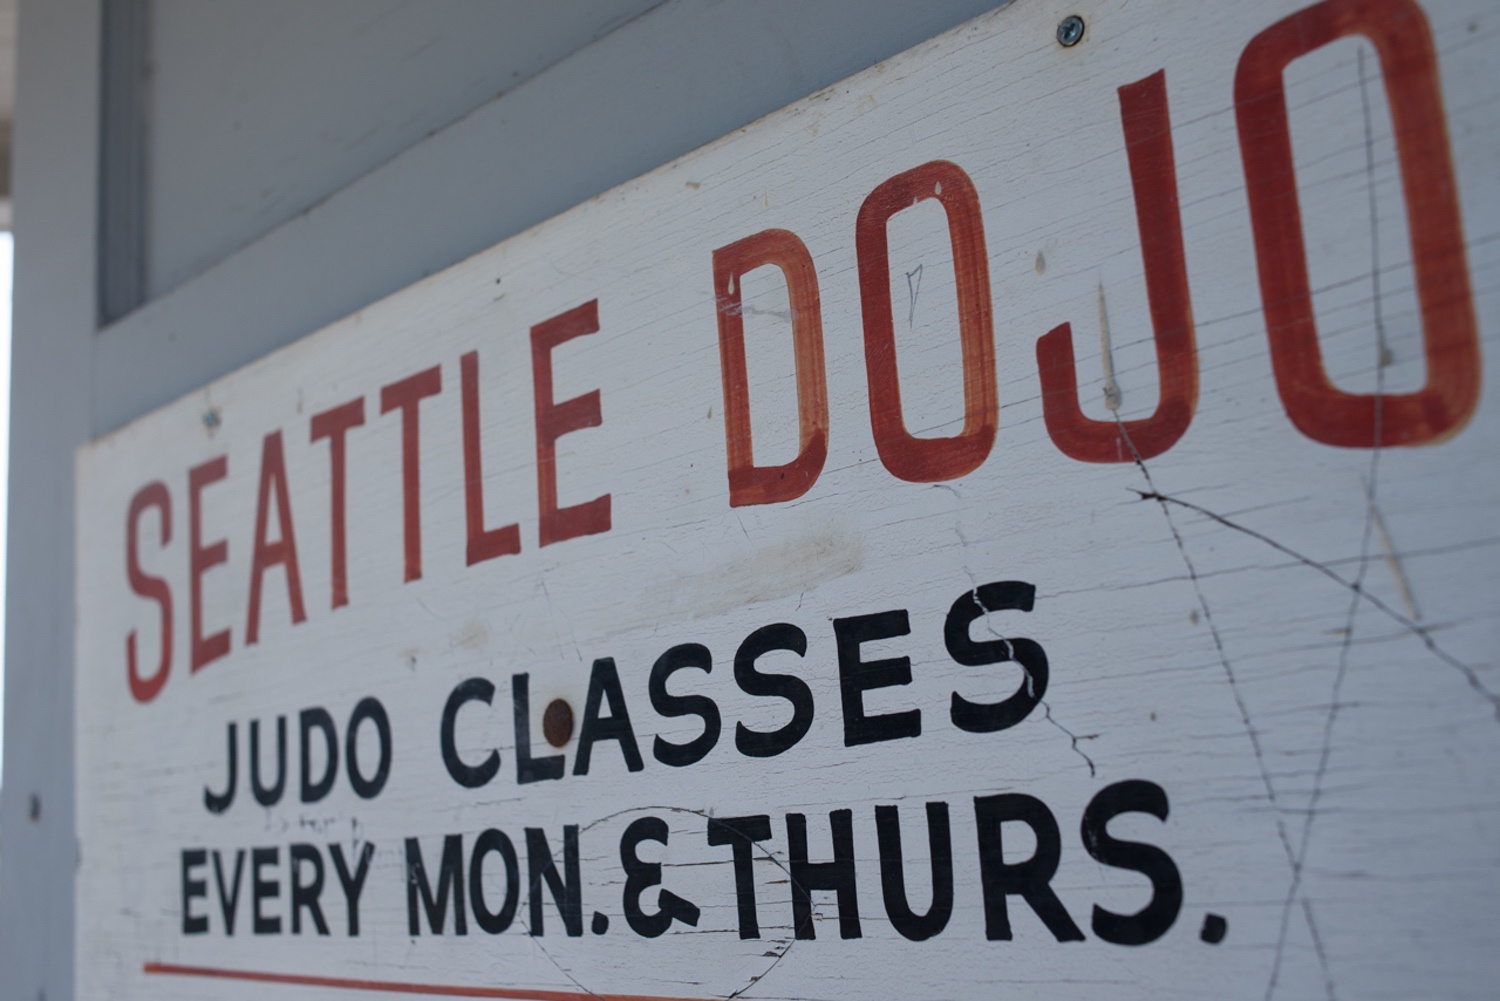 SEATTLE DOJO
JUDO CLASSES
EVERY MON. & THURS.